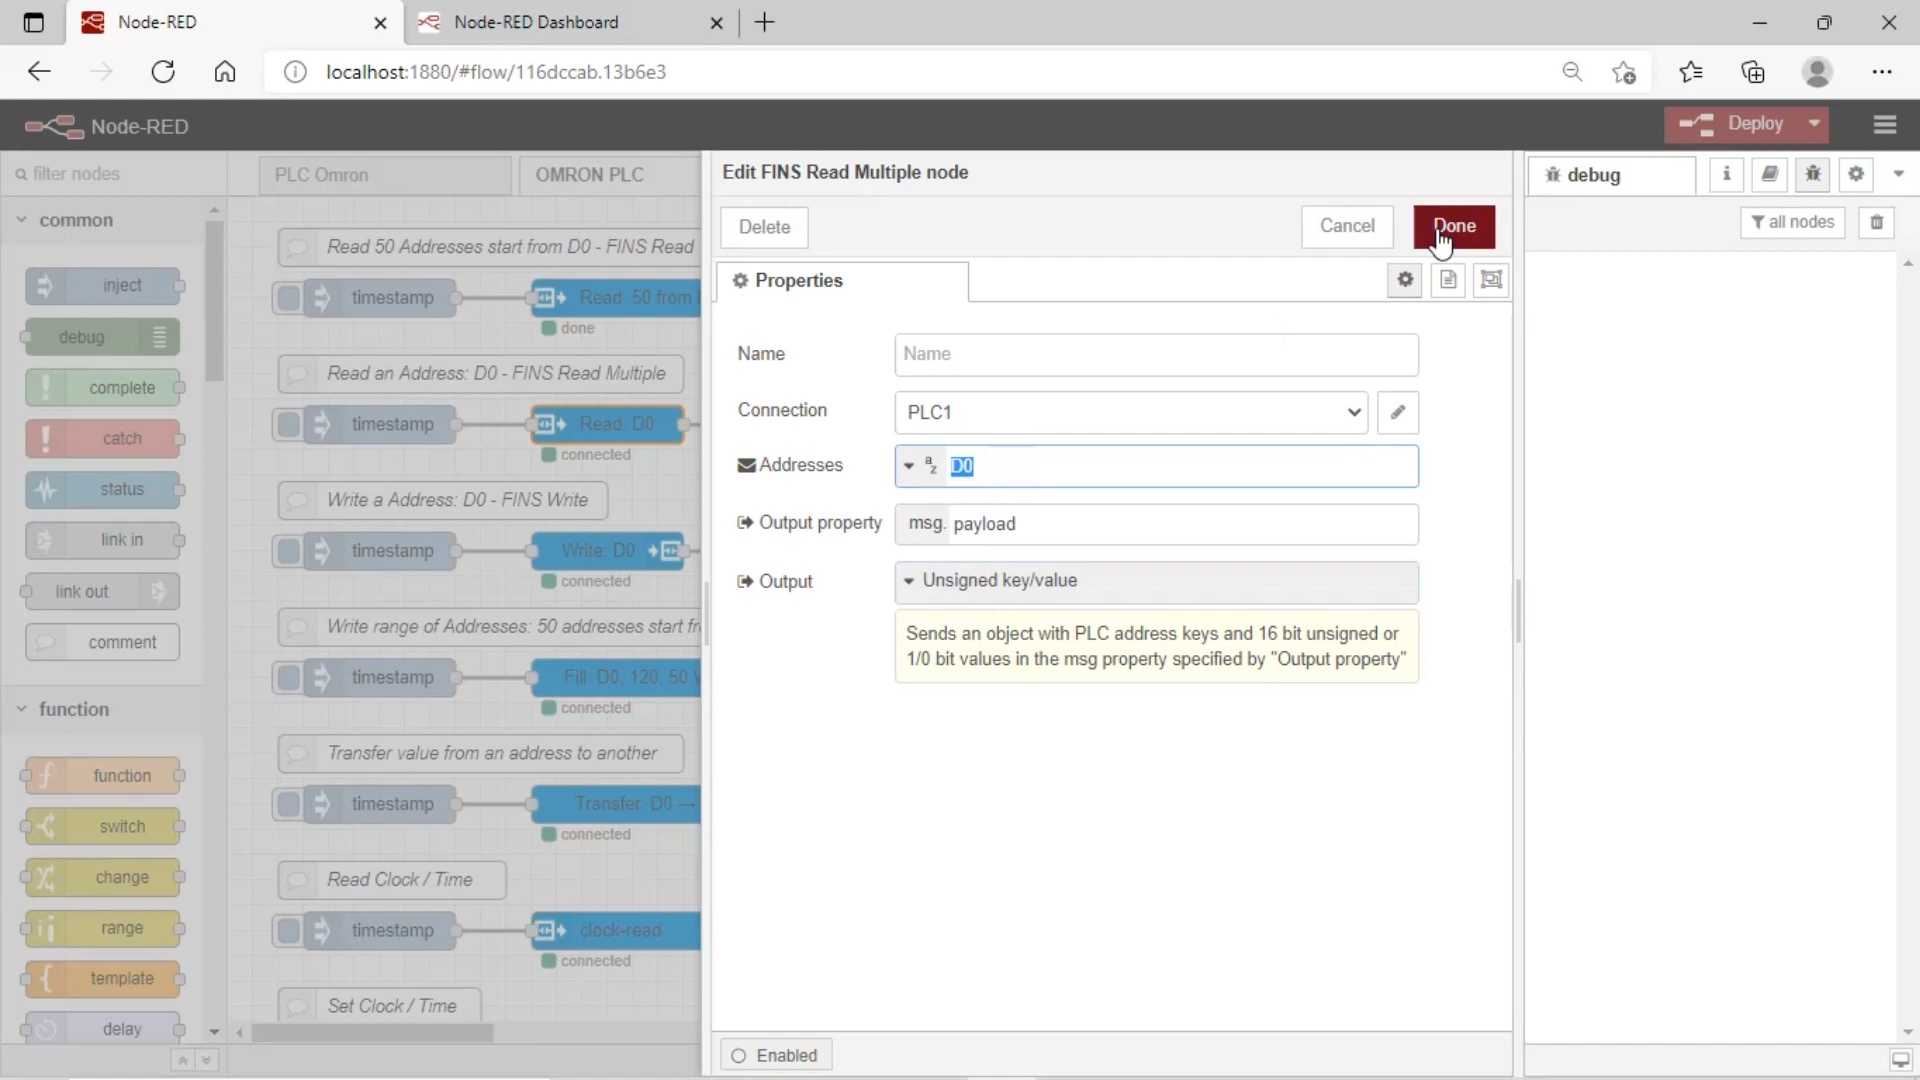 Node-RED
Node-RED Dashboard
localhost:1880/#flow/116dccab.13b6e3
Node-RED
Deploy
filter nodes
PLC Omron
OMRON PLC
Edit FINS Read Multiple node
debug
i
common
Read 50 Addresses start from D0 - FINS Read
Delete
Cancel
Done
all nodes
inject
timestamp
Read: 50 from
done
Properties
debug
Read an Address: D0 - FINS Read Multiple
Name
Name
complete
timestamp
Read: D0
connected
Connection
PLC1
catch
Addresses
az
D0
status
Write a Address: D0 - FINS Write
Output property
msg. payload
link in
timestamp
Write: D0
connected
Output
Unsigned key/value
link out
Write range of Addresses: 50 addresses start
Sends an object with PLC address keys and 16 bit unsigned or
1/0 bit values in the msg property specified by "Output property"
comment
timestamp
Fill: D0, 120, 50
connected
function
Transfer value from an address to another
function
timestamp
Transfer: D0
connected
switch
change
Read Clock / Time
range
timestamp
clock-read
connected
template
Set Clock / Time
delay
Enabled